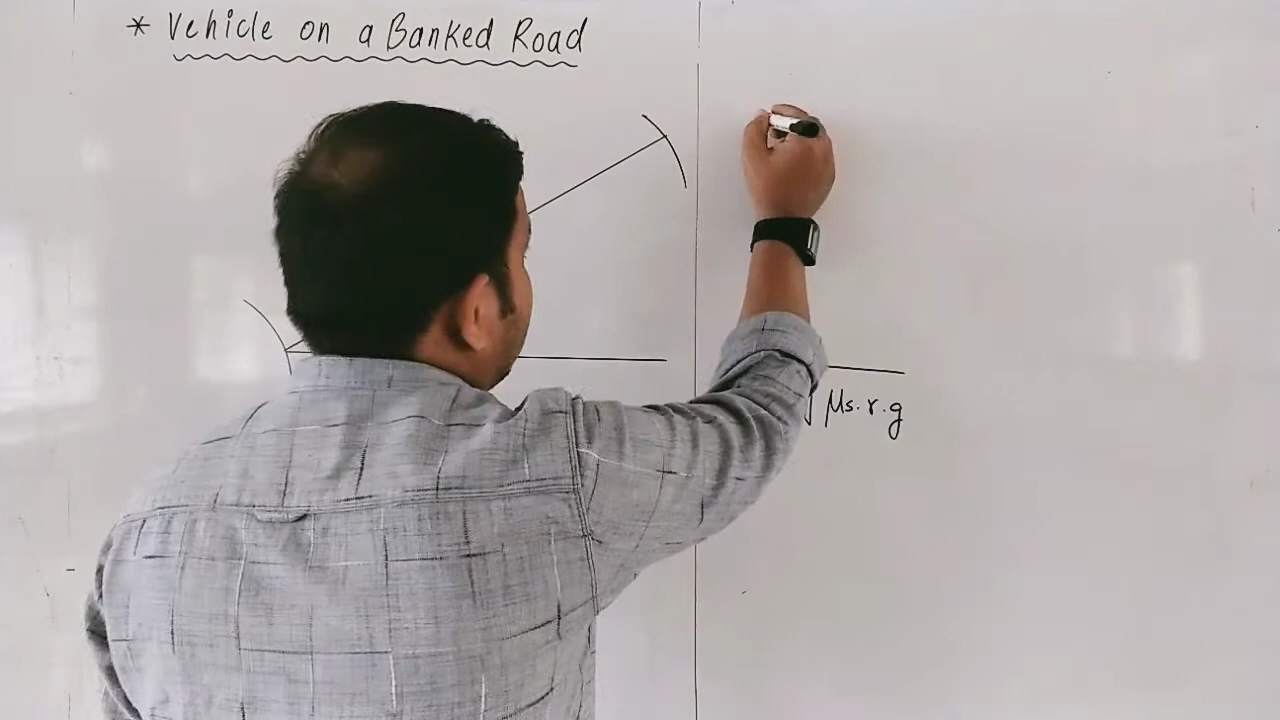 * Vehicle on a Banked Road
√μs.r.g